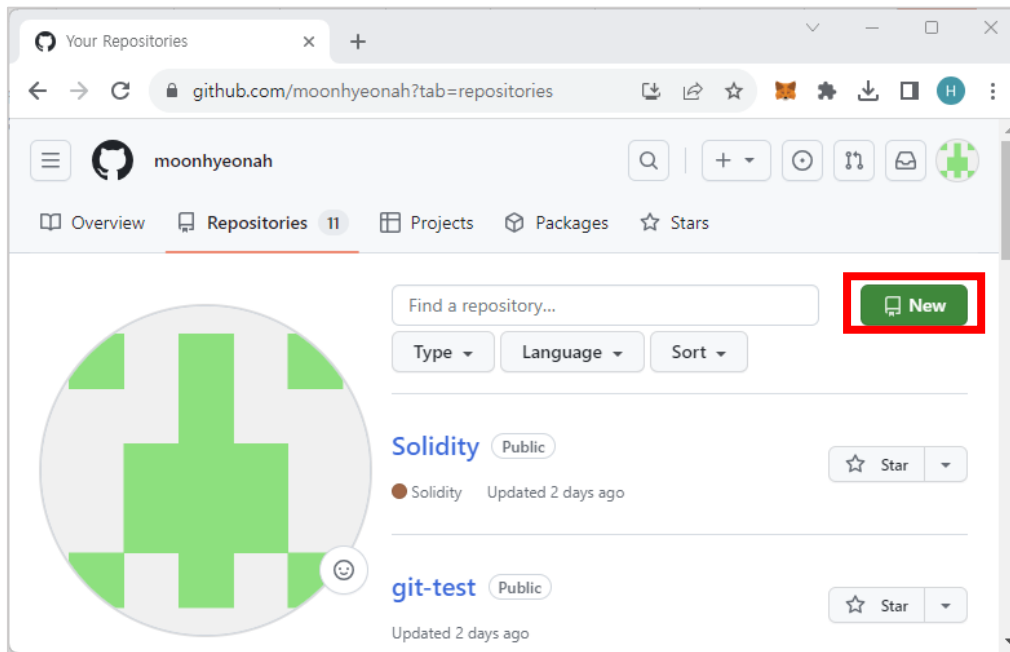 Your Repositories
github.com/moonhyeonah?tab=repositories
H
moonhyeonah
Overview Repositories 11 Projects Packages Stars
Find a repository... New
Type Language Sort
Solidity Public
Star
Solidity Updated 2 days ago
git-test Public
Star
Updated 2 days ago